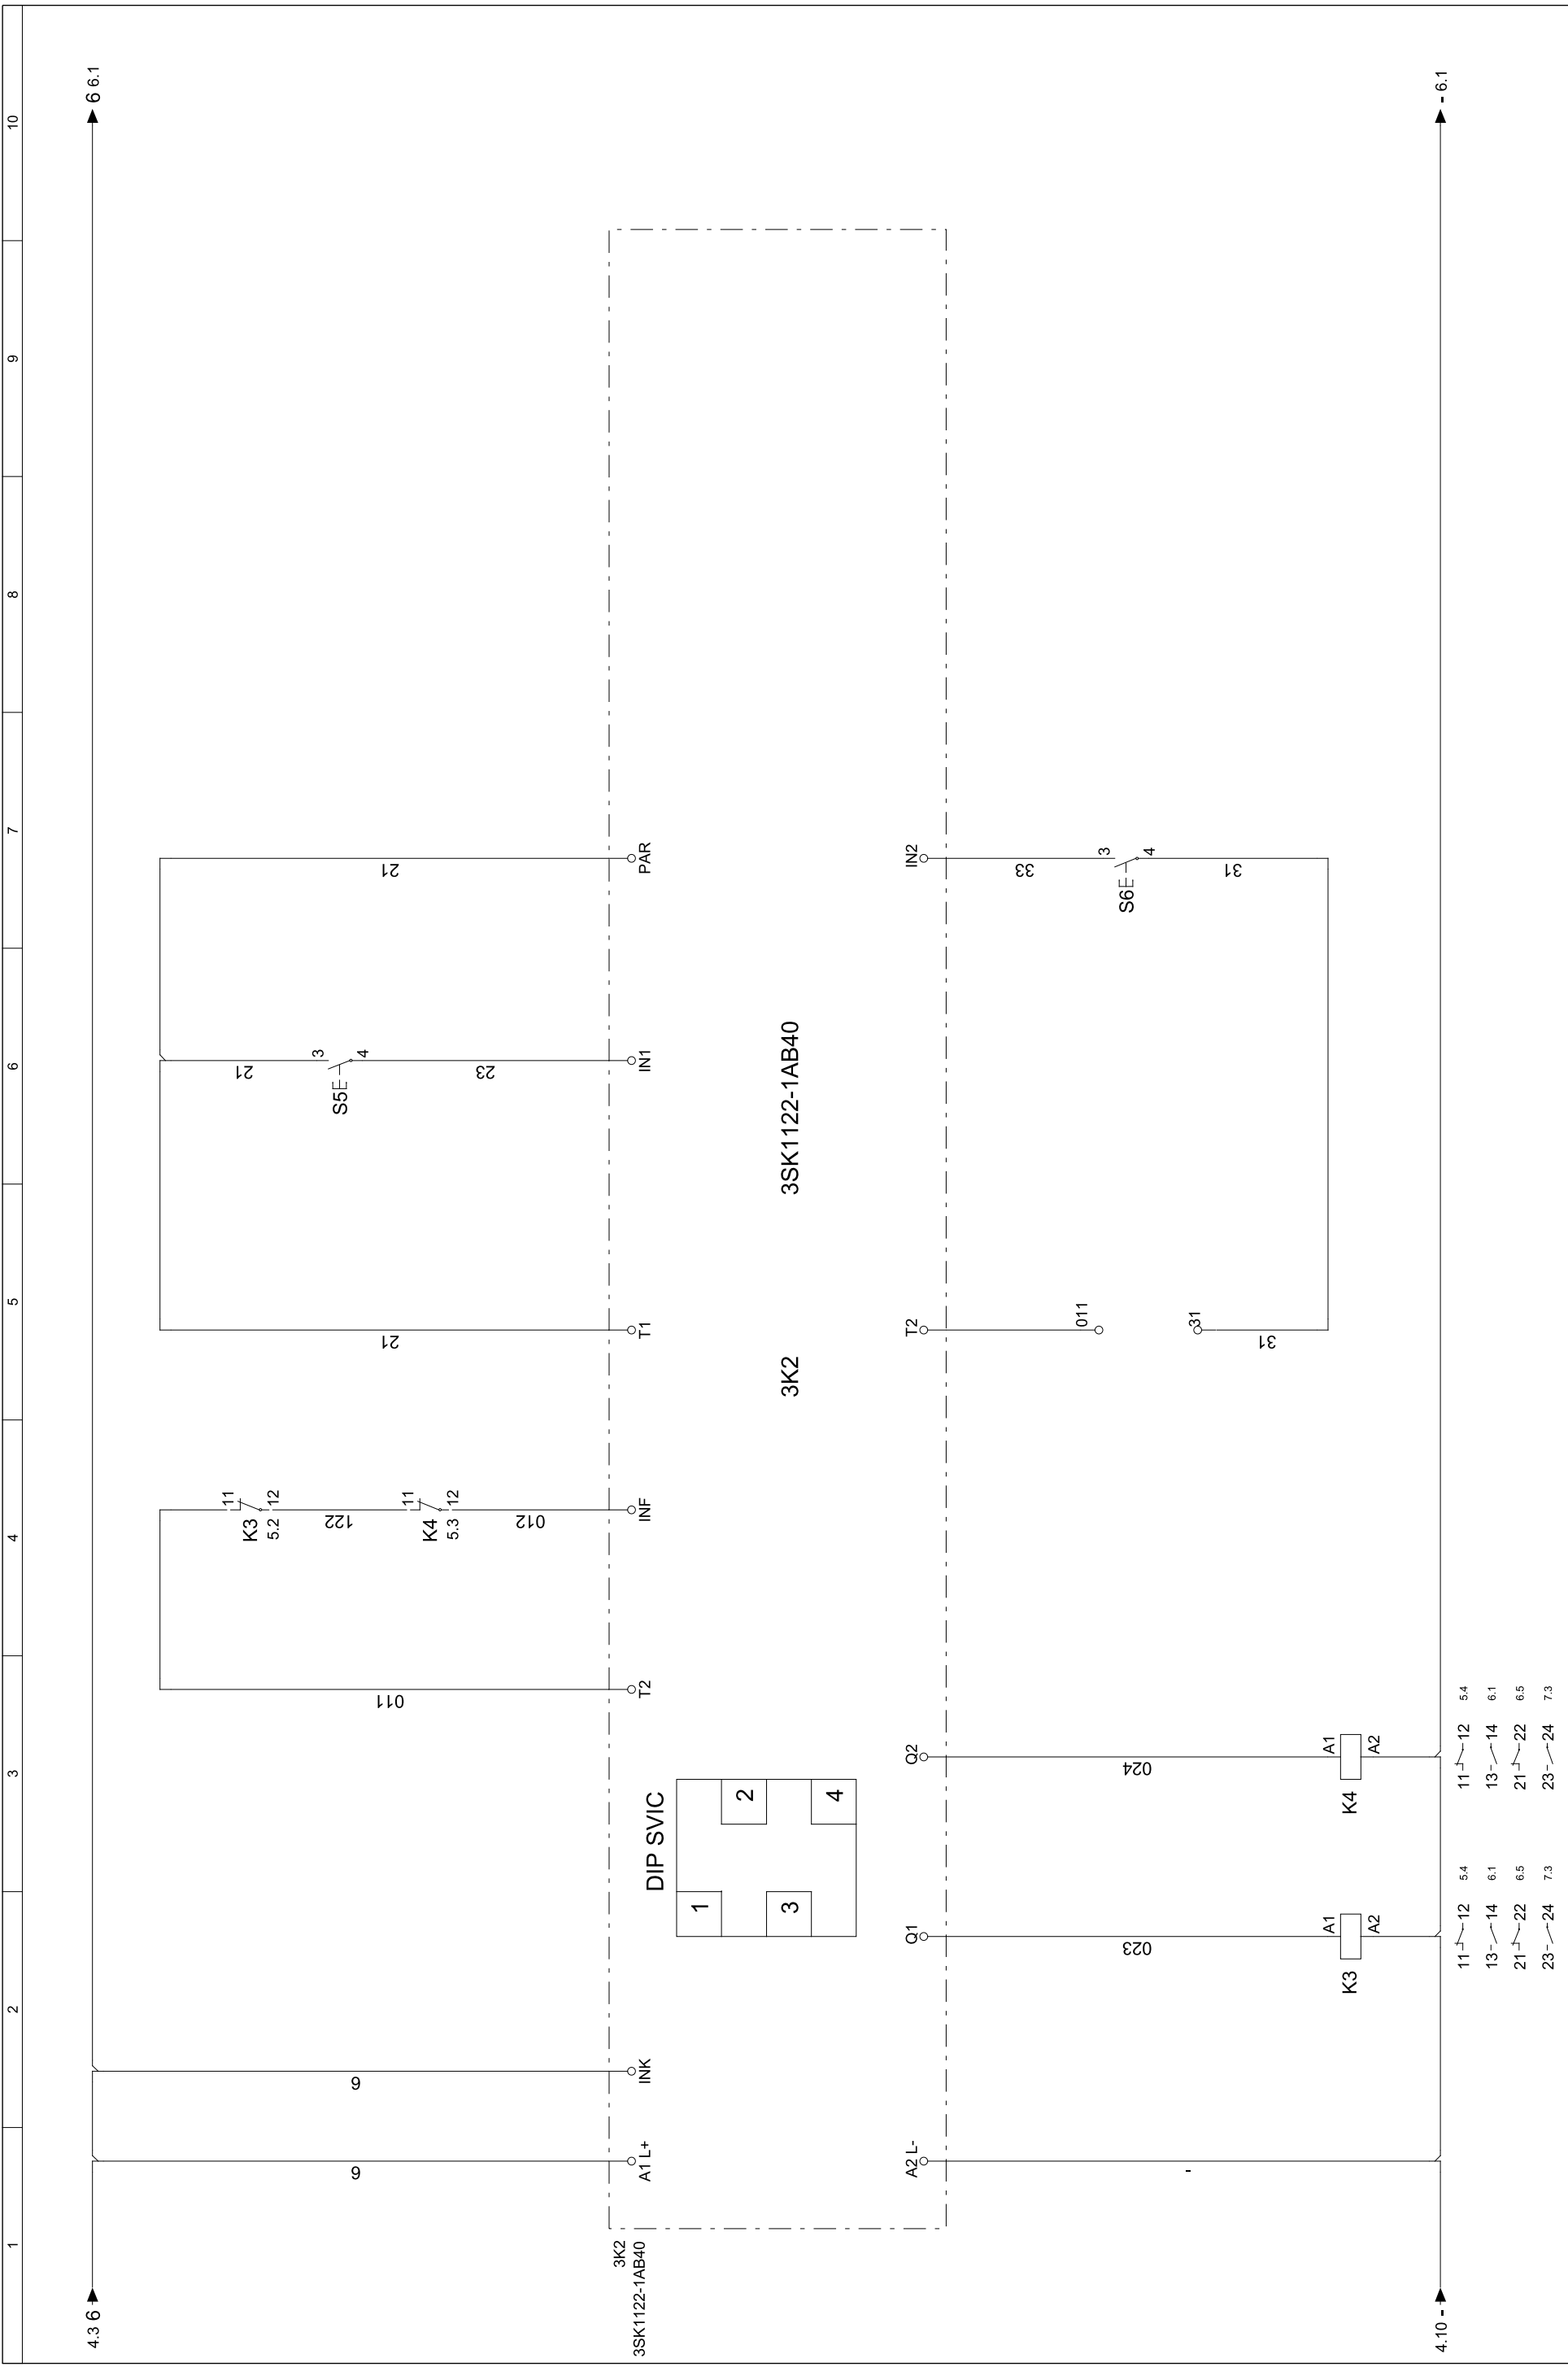 1 2 3 4 5 6 7 8 9 10
4.3 6
6 6.1
6
6
011
K3
5.2
11
12
122
K4
5.3
11
12
012
21
21
S5
3
4
23
21
3K2
3SK1122-1AB40
A1 L+
INK
T2
INF
T1
IN1
PAR
DIP SVIC
1
2
3
4
3K2
3SK1122-1AB40
A2 L-
Q1
Q2
T2
IN2
-
023
024
011
31
31
33
S6
3
4
31
K3
A1
A2
K4
A1
A2
4.10 -
- 6.1
11 12 5.4
13 14 6.1
21 22 6.5
23 24 7.3
11 12 5.4
13 14 6.1
21 22 6.5
23 24 7.3